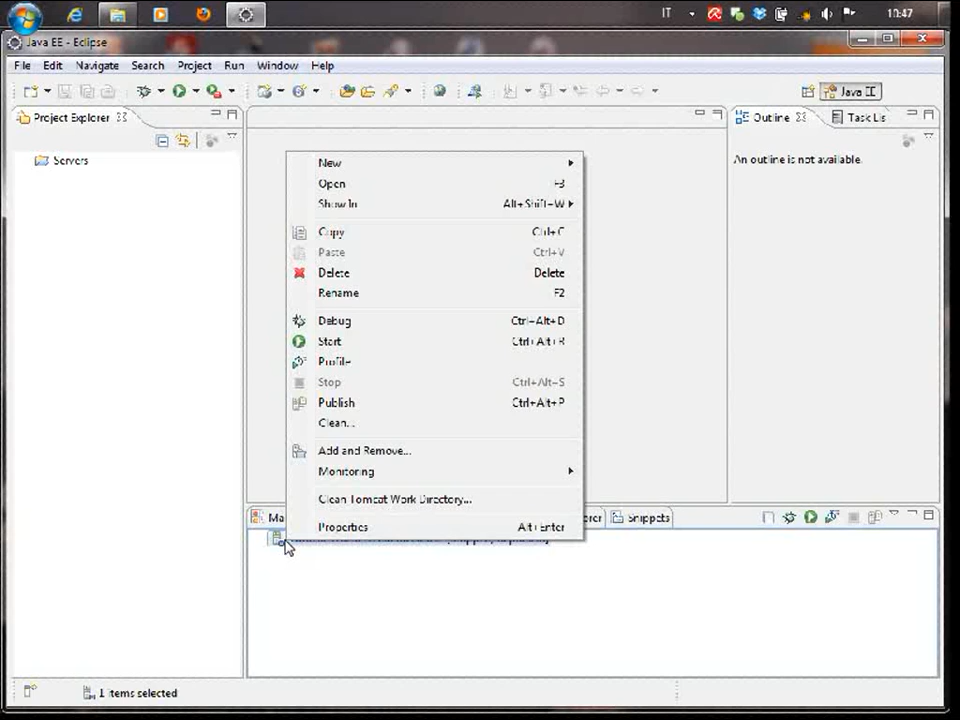 IT 10:47
Java EE - Eclipse
File Edit Navigate Search Project Run Window Help
Java
Project Explorer
Outline Task Lis
Servers
An outline is not available.
New
Open F3
Show In Alt+Shift+W
Copy Ctrl+C
Paste Ctrl+V
Delete Delete
Rename F2
Debug Ctrl+Alt+D
Start Ctrl+Alt+R
Profile
Stop Ctrl+Alt+S
Publish Ctrl+Alt+P
Clean...
Add and Remove...
Monitoring
Clean Tomcat Work Directory...
Properties Alt+Enter
Ma
Snippets
1 items selected